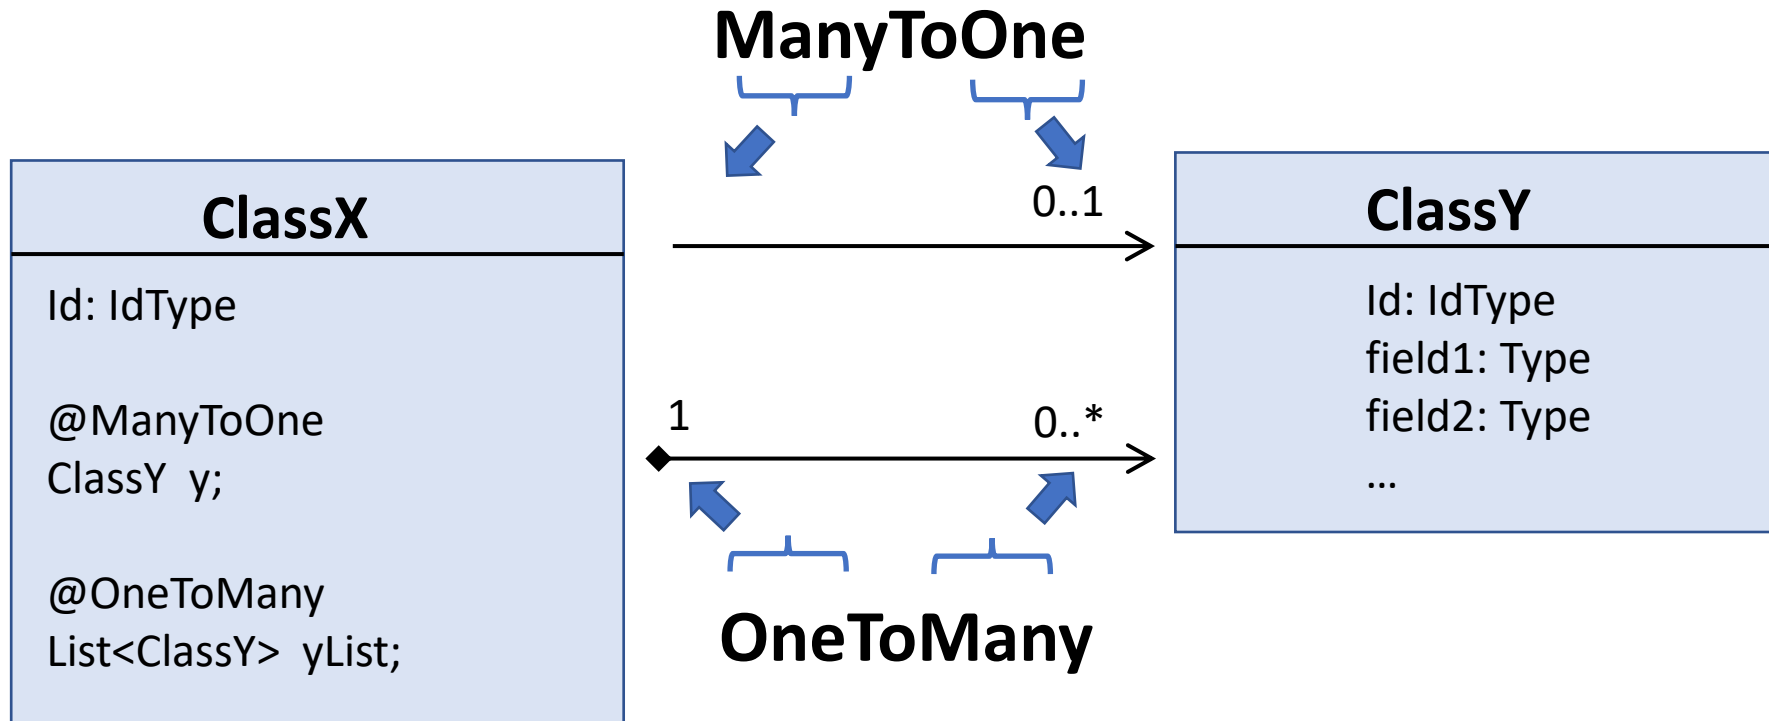 ManyToOne
ClassX
Id: IdType
@ManyToOne
ClassY y;
@OneToMany
List<ClassY> yList;
0..1
1
0..*
OneToMany
ClassY
Id: IdType
field1: Type
field2: Type
...